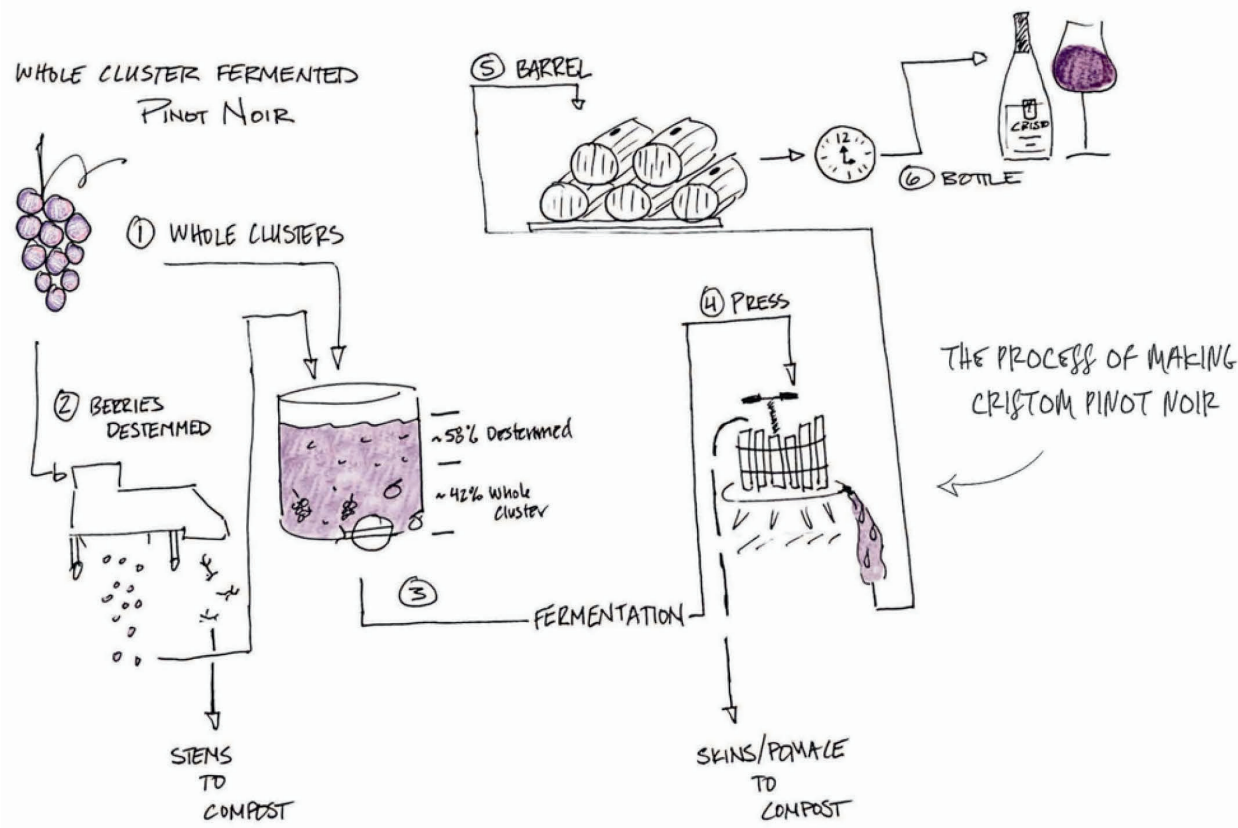 WHOLE CLUSTER FERMENTED
PINOT NOIR
① WHOLE CLUSTERS
② BERRIES
DESTEMMED
~58% Destemmed
~42% Whole
Cluster
③
FERMENTATION
STEMS
TO
COMPOST
④ PRESS
SKINS/POMACE
TO
COMPOST
⑤ BARREL
12
⑥ BOTTLE
THE PROCESS OF MAKING
CRISTOM PINOT NOIR